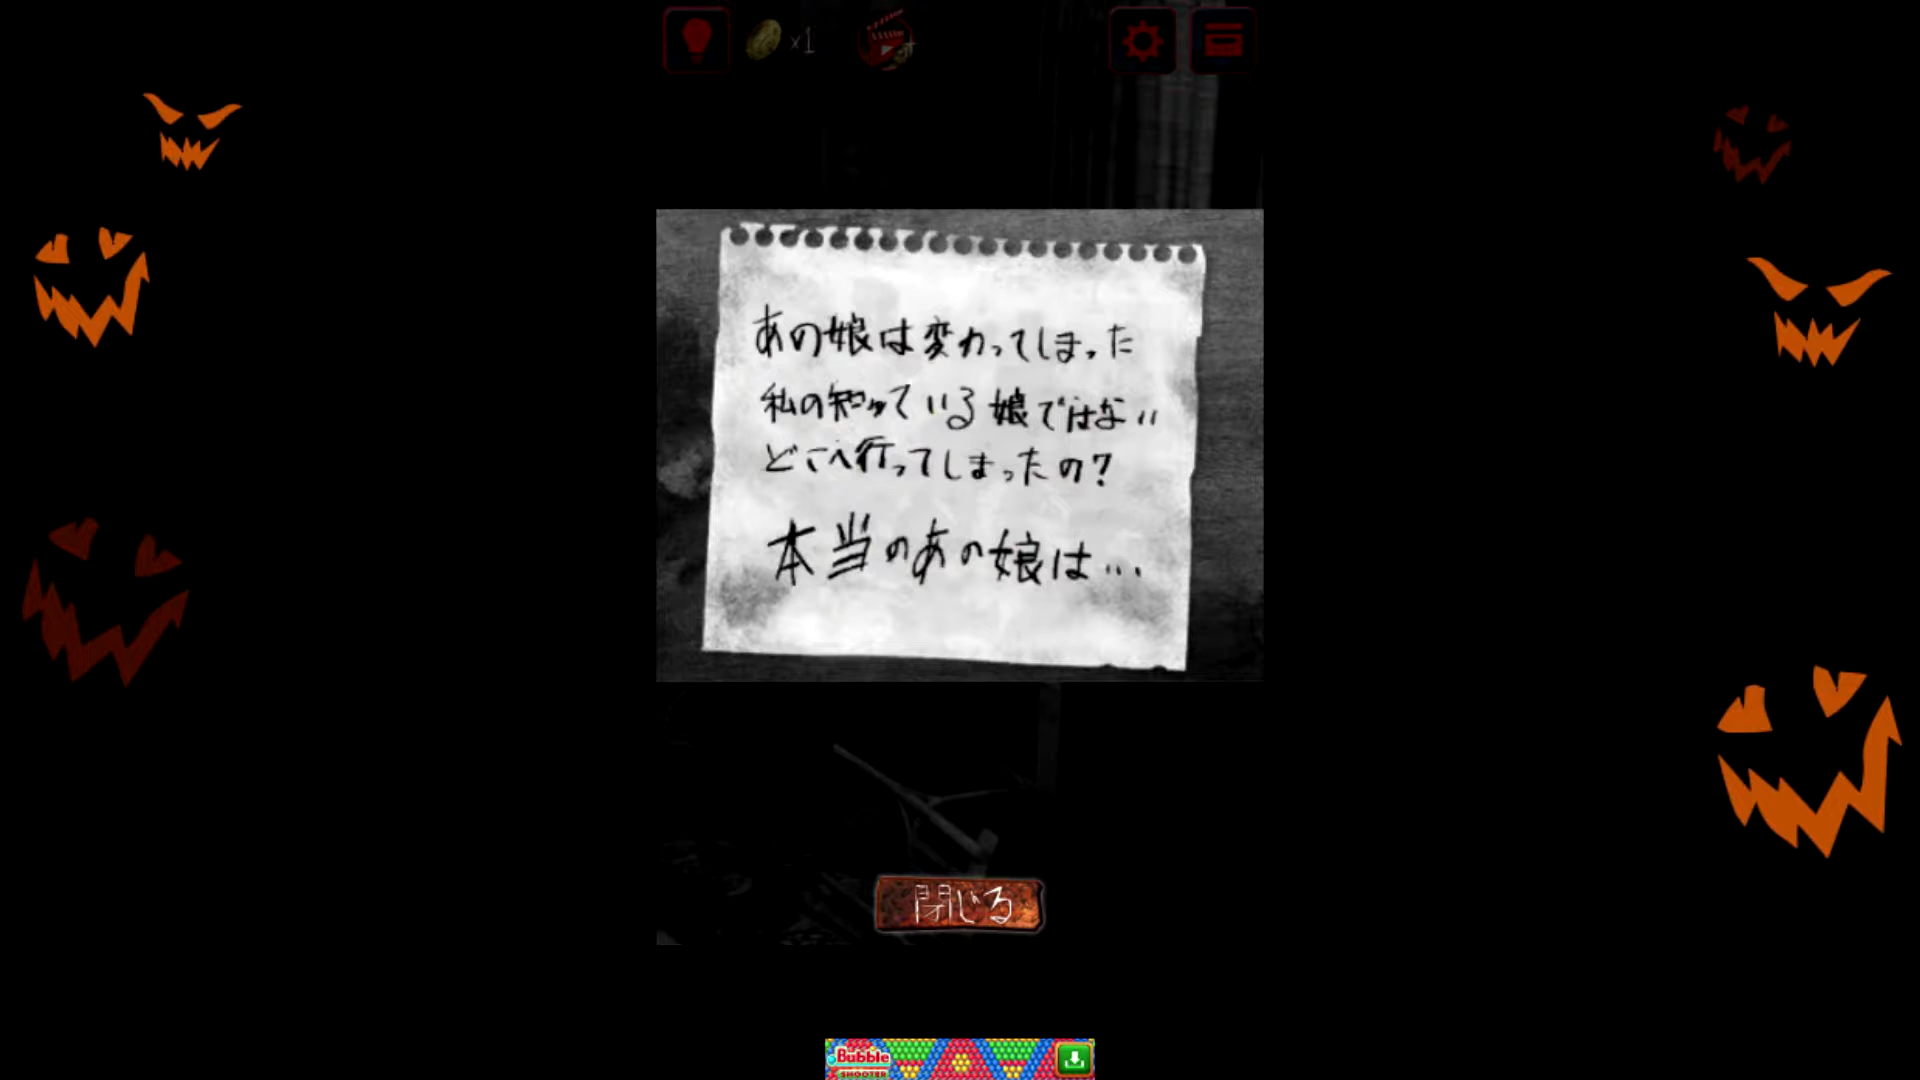 ×1
あの娘は変わってしまった
私の知っている娘ではない
どこへ行ってしまったの？
本当のあの娘は…
閉じる
Bubble
SHOOTER